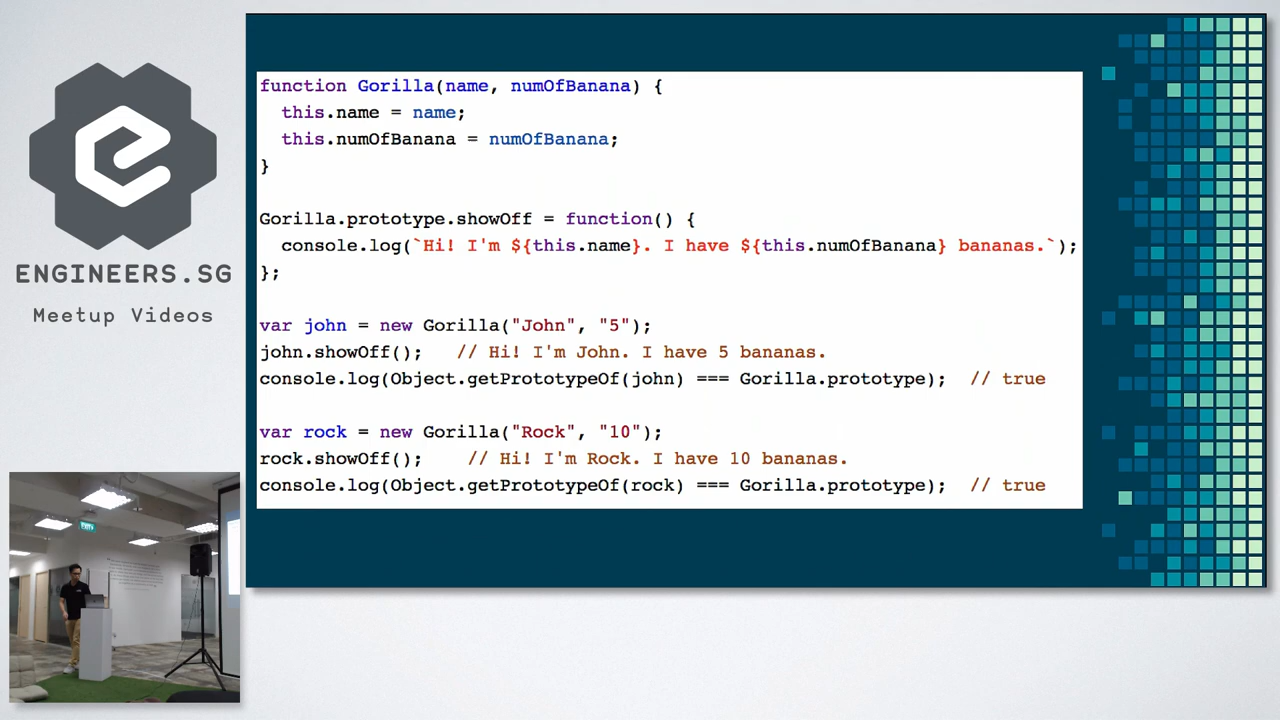 ENGINEERS.SG
Meetup Videos
function Gorilla(name, numOfBanana) {
  this.name = name;
  this.numOfBanana = numOfBanana;
}
Gorilla.prototype.showOff = function() {
  console.log(`Hi! I'm ${this.name}. I have ${this.numOfBanana} bananas.`);
};
var john = new Gorilla("John", "5");
john.showOff();   // Hi! I'm John. I have 5 bananas.
console.log(Object.getPrototypeOf(john) === Gorilla.prototype);  // true
var rock = new Gorilla("Rock", "10");
rock.showOff();    // Hi! I'm Rock. I have 10 bananas.
console.log(Object.getPrototypeOf(rock) === Gorilla.prototype);  // true